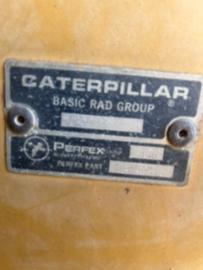 CATERPILLAR®
BASIC RAD GROUP
PERFEX
PERFEX PART